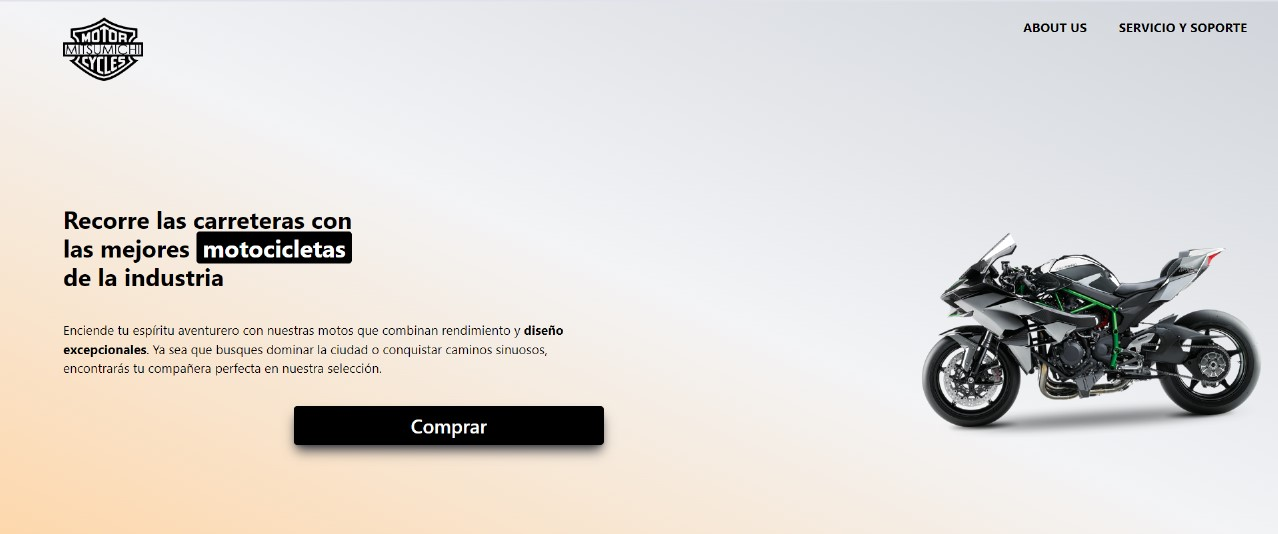 MOTOR
MITSUMICHI
CYCLES
ABOUT US
SERVICIO Y SOPORTE
Recorre las carreteras con
las mejores motocicletas
de la industria
Enciende tu espíritu aventurero con nuestras motos que combinan rendimiento y diseño
excepcionales. Ya sea que busques dominar la ciudad o conquistar caminos sinuosos,
encontrarás tu compañera perfecta en nuestra selección.
Comprar